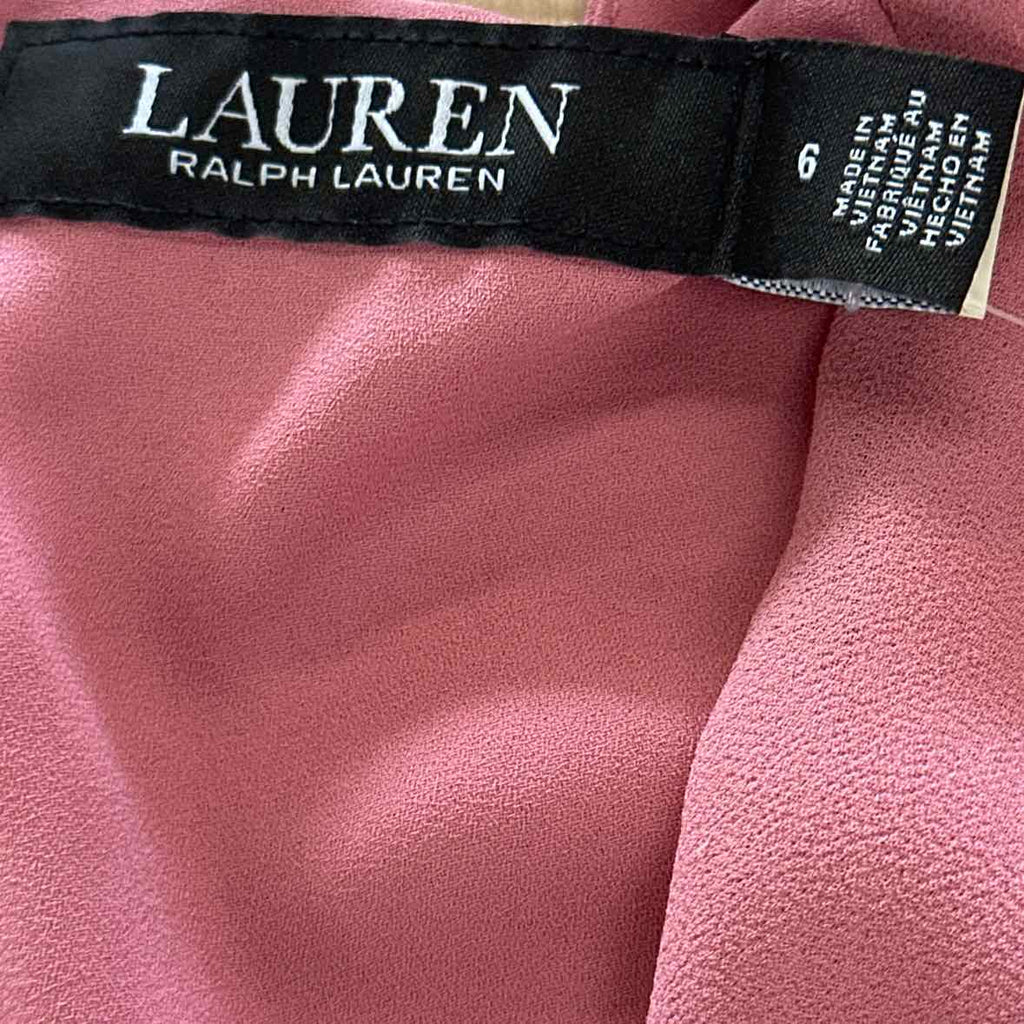 LAUREN
RALPH LAUREN
6
MADE IN
VIETNAM
FABRIQUÉ AU
VIÊTNAM
HECHO EN
VIETNAM